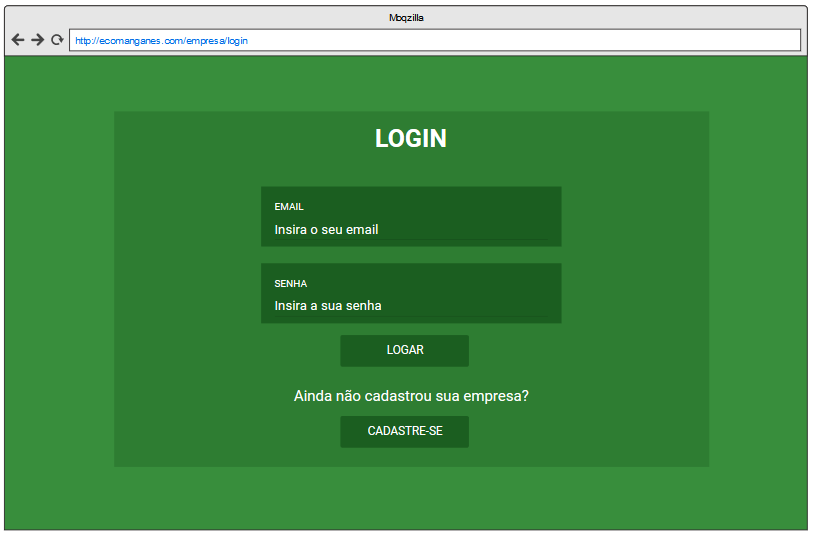 Moqzilla
http://ecomanganes.com/empresa/login
LOGIN
EMAIL
Insira o seu email
SENHA
Insira a sua senha
LOGAR
Ainda não cadastrou sua empresa?
CADASTRE-SE